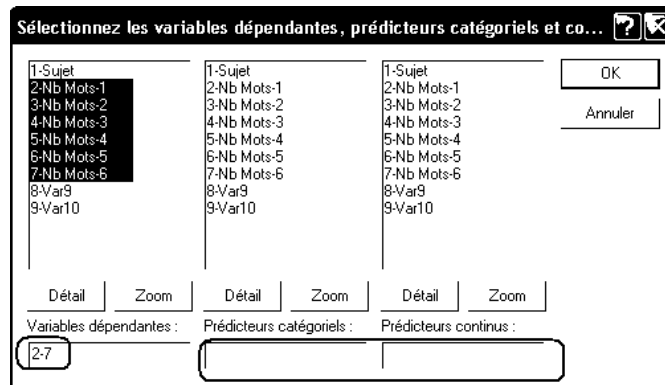 Sélectionnez les variables dépendantes, prédicteurs catégoriels et co...
1-Sujet
2-Nb Mots-1
3-Nb Mots-2
4-Nb Mots-3
5-Nb Mots-4
6-Nb Mots-5
7-Nb Mots-6
8-Var9
9-Var10
1-Sujet
2-Nb Mots-1
3-Nb Mots-2
4-Nb Mots-3
5-Nb Mots-4
6-Nb Mots-5
7-Nb Mots-6
8-Var9
9-Var10
1-Sujet
2-Nb Mots-1
3-Nb Mots-2
4-Nb Mots-3
5-Nb Mots-4
6-Nb Mots-5
7-Nb Mots-6
8-Var9
9-Var10
OK
Annuler
Détail Zoom Détail Zoom Détail Zoom
Variables dépendantes : Prédicteurs catégoriels : Prédicteurs continus :
2-7